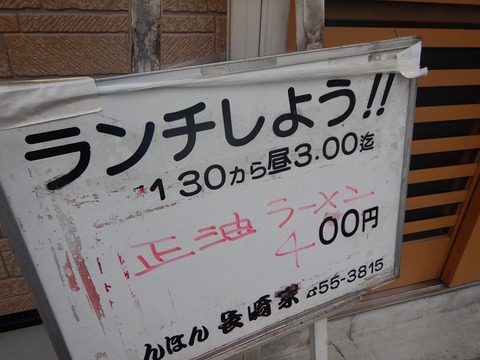 ランチしよう!!
130から昼3.00迄
正油 ラーメン
400円
んぽん 長崎家 ☎55-3815